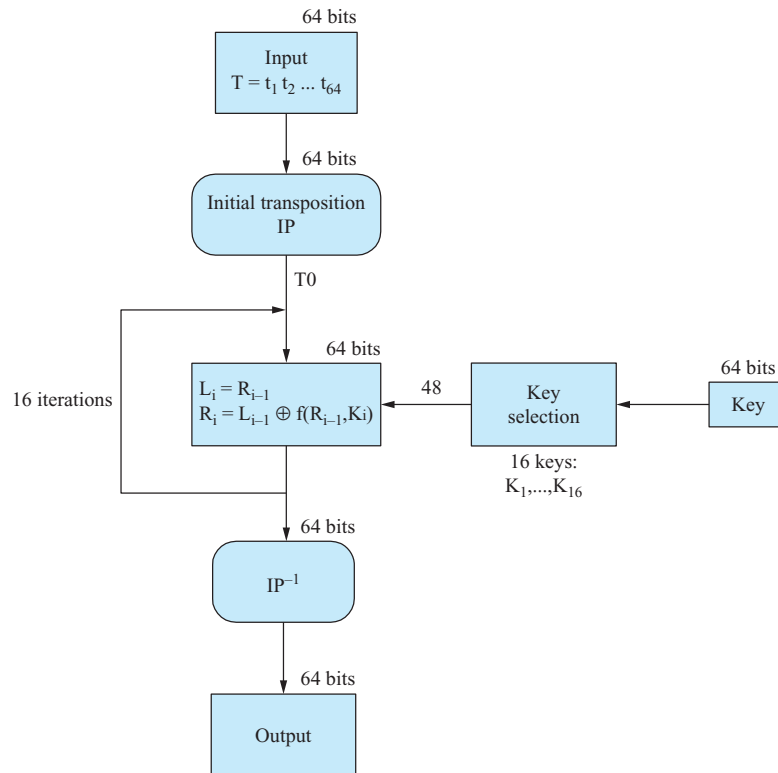 64 bits
Input
T = t₁ t₂ ... t₆₄
64 bits
Initial transposition
IP
T0
64 bits
16 iterations
Lᵢ = Rᵢ₋₁
Rᵢ = Lᵢ₋₁ ⊕ f(Rᵢ₋₁,Kᵢ)
48
Key
selection
64 bits
Key
16 keys:
K₁,...,K₁₆
64 bits
IP⁻¹
64 bits
Output